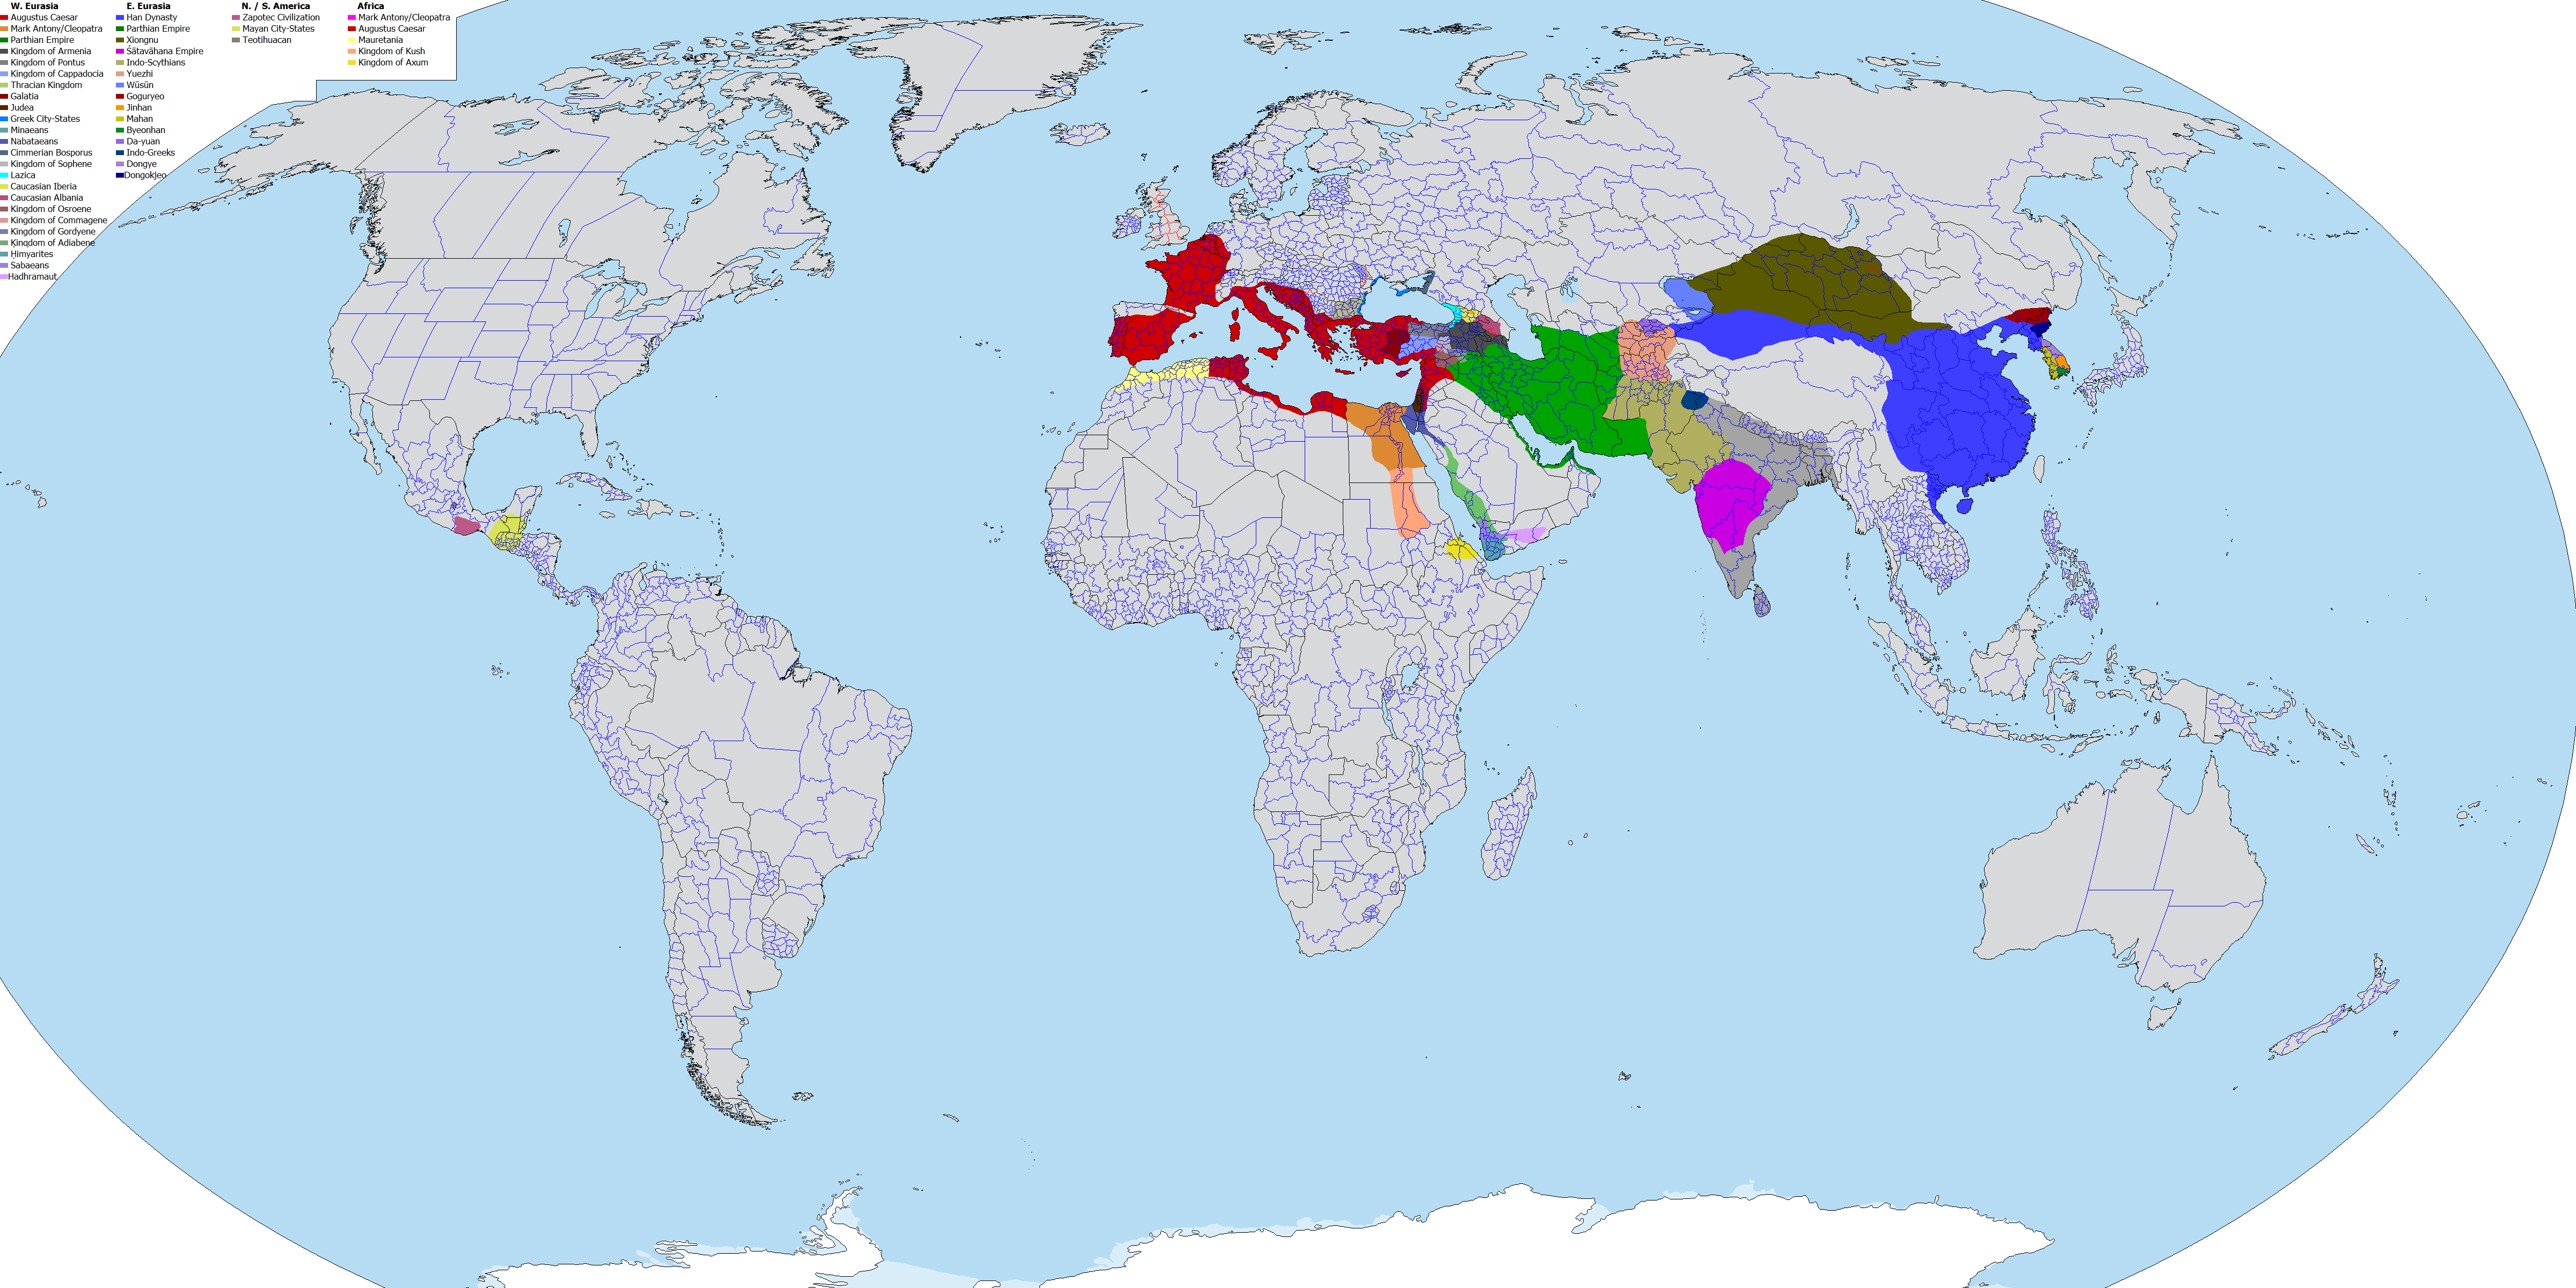 W. Eurasia
Augustus Caesar
Mark Antony/Cleopatra
Parthian Empire
Kingdom of Armenia
Kingdom of Pontus
Kingdom of Cappadocia
Thracian Kingdom
Galatia
Judea
Greek City-States
Minaeans
Nabataeans
Cimmerian Bosporus
Kingdom of Sophene
Lazica
Caucasian Iberia
Caucasian Albania
Kingdom of Osroene
Kingdom of Commagene
Kingdom of Gordyene
Kingdom of Adiabene
Ḥimyarites
Sabaeans
Hadhramaut
E. Eurasia
Han Dynasty
Parthian Empire
Xiongnu
Śātavāhana Empire
Indo-Scythians
Yuezhi
Wūsūn
Goguryeo
Jinhan
Mahan
Byeonhan
Da-yuan
Indo-Greeks
Dongye
Dongokjeo
N. / S. America
Zapotec Civilization
Mayan City-States
Teotihuacan
Africa
Mark Antony/Cleopatra
Augustus Caesar
Mauretania
Kingdom of Kush
Kingdom of Axum